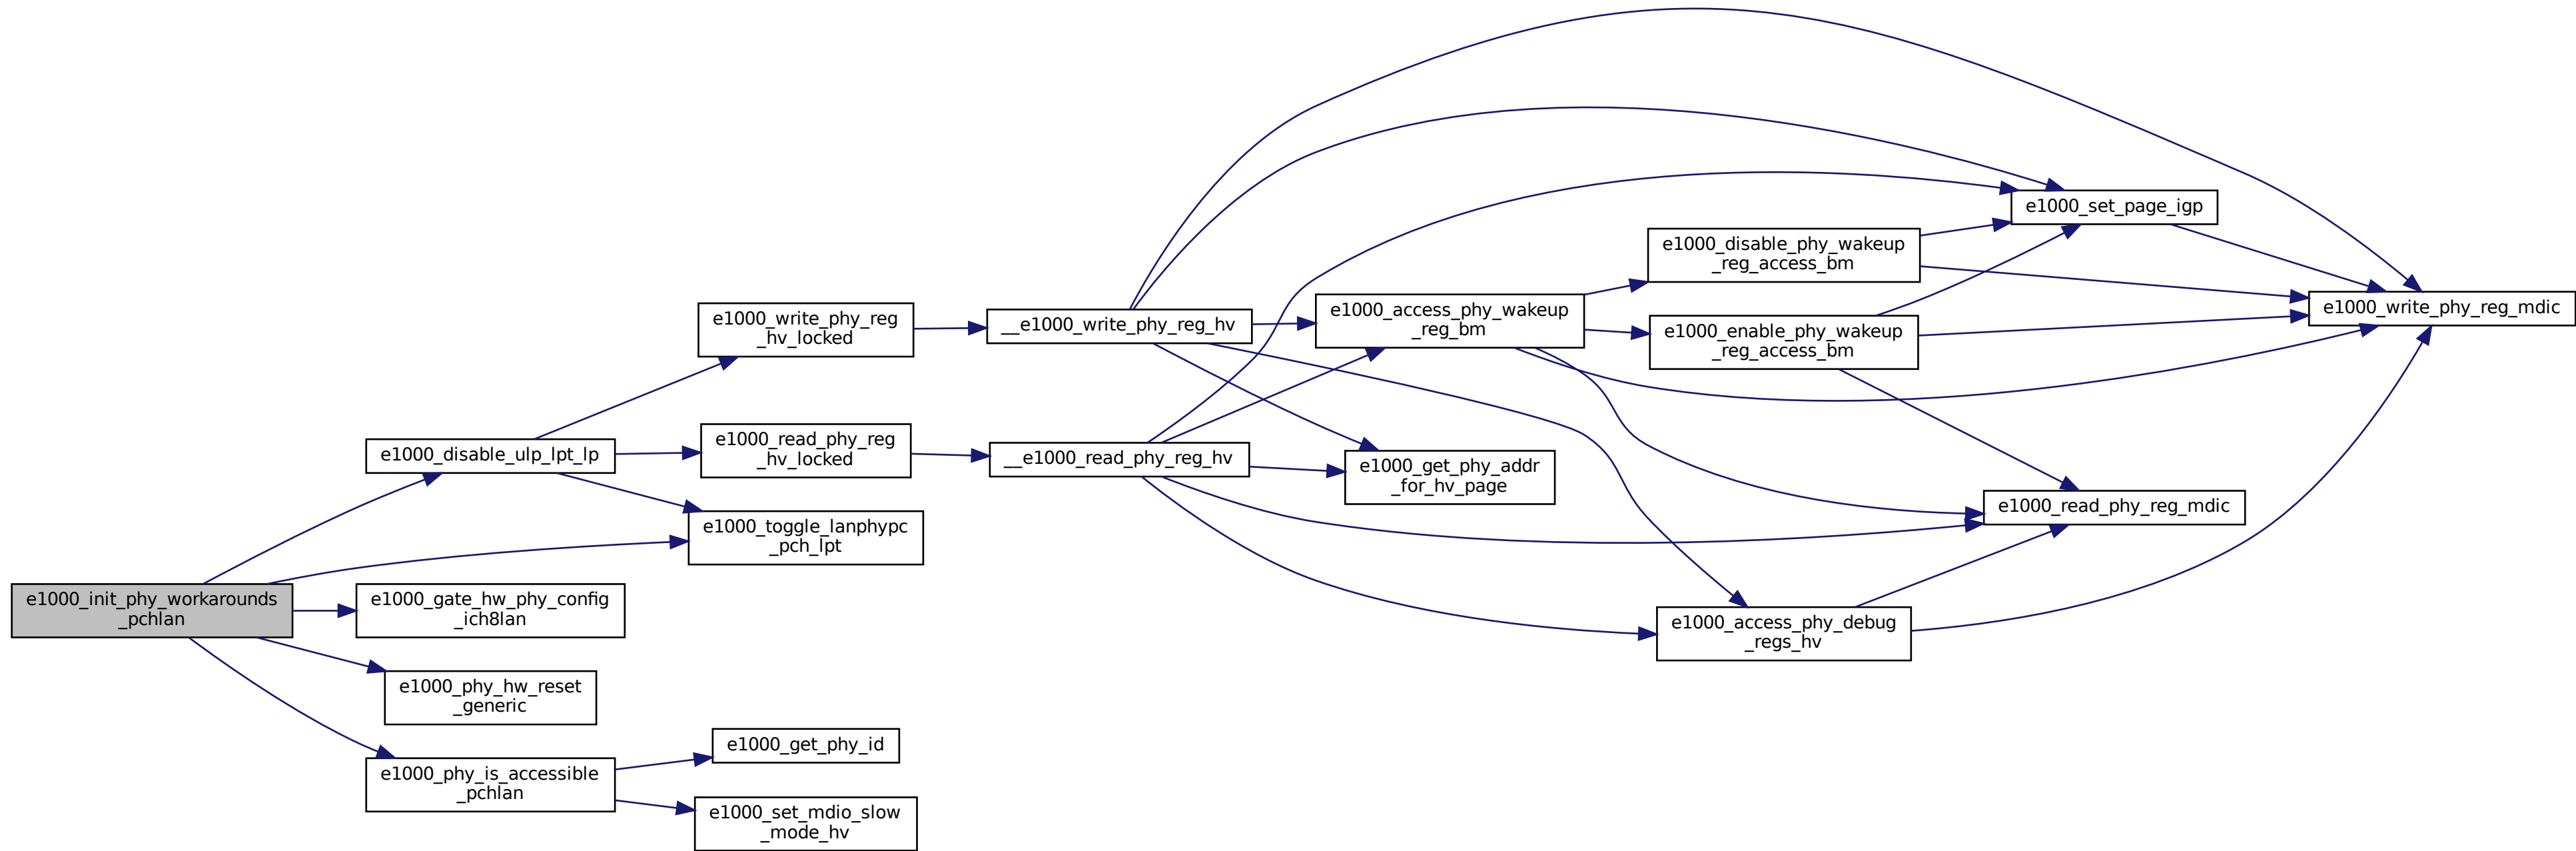 e1000_init_phy_workarounds
_pchlan
e1000_disable_ulp_lpt_lp
e1000_gate_hw_phy_config
_ich8lan
e1000_phy_hw_reset
_generic
e1000_phy_is_accessible
_pchlan
e1000_write_phy_reg
_hv_locked
e1000_read_phy_reg
_hv_locked
e1000_toggle_lanphypc
_pch_lpt
e1000_get_phy_id
e1000_set_mdio_slow
_mode_hv
__e1000_write_phy_reg_hv
__e1000_read_phy_reg_hv
e1000_access_phy_wakeup
_reg_bm
e1000_get_phy_addr
_for_hv_page
e1000_disable_phy_wakeup
_reg_access_bm
e1000_enable_phy_wakeup
_reg_access_bm
e1000_access_phy_debug
_regs_hv
e1000_set_page_igp
e1000_read_phy_reg_mdic
e1000_write_phy_reg_mdic